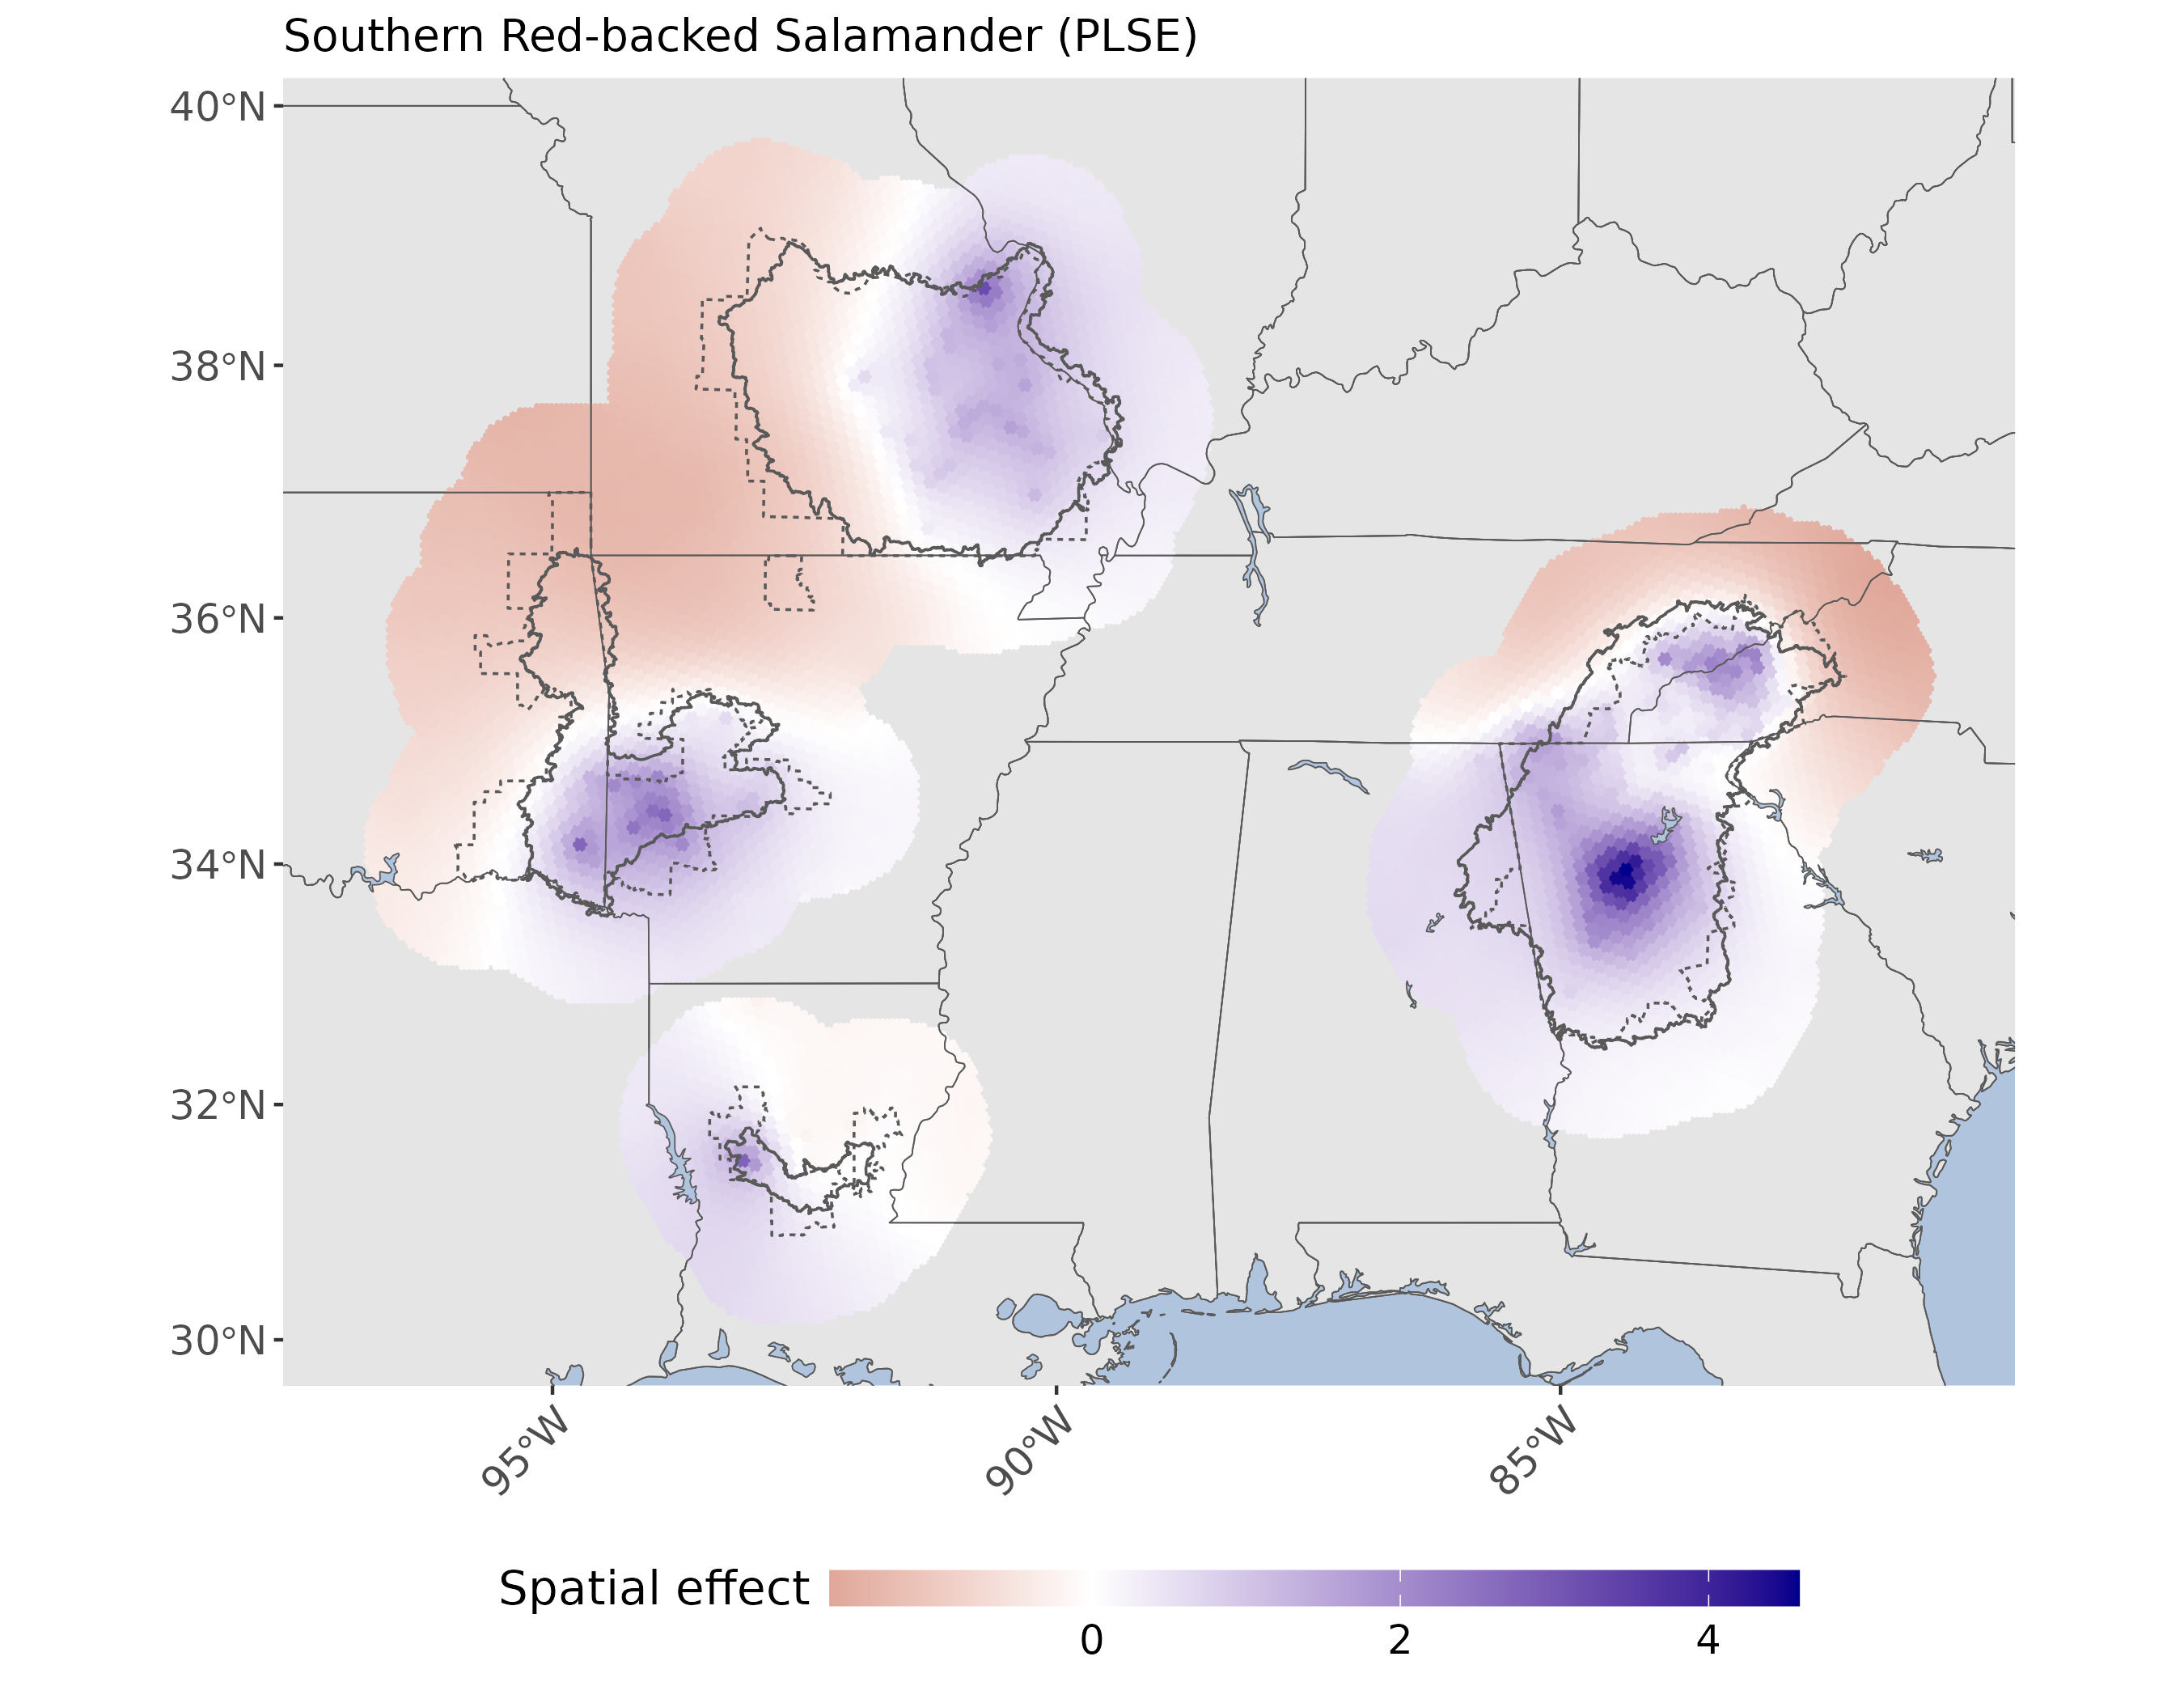 Southern Red-backed Salamander (PLSE)
40°N
38°N
36°N
34°N
32°N
30°N
95°W
90°W
85°W
Spatial effect
0
2
4